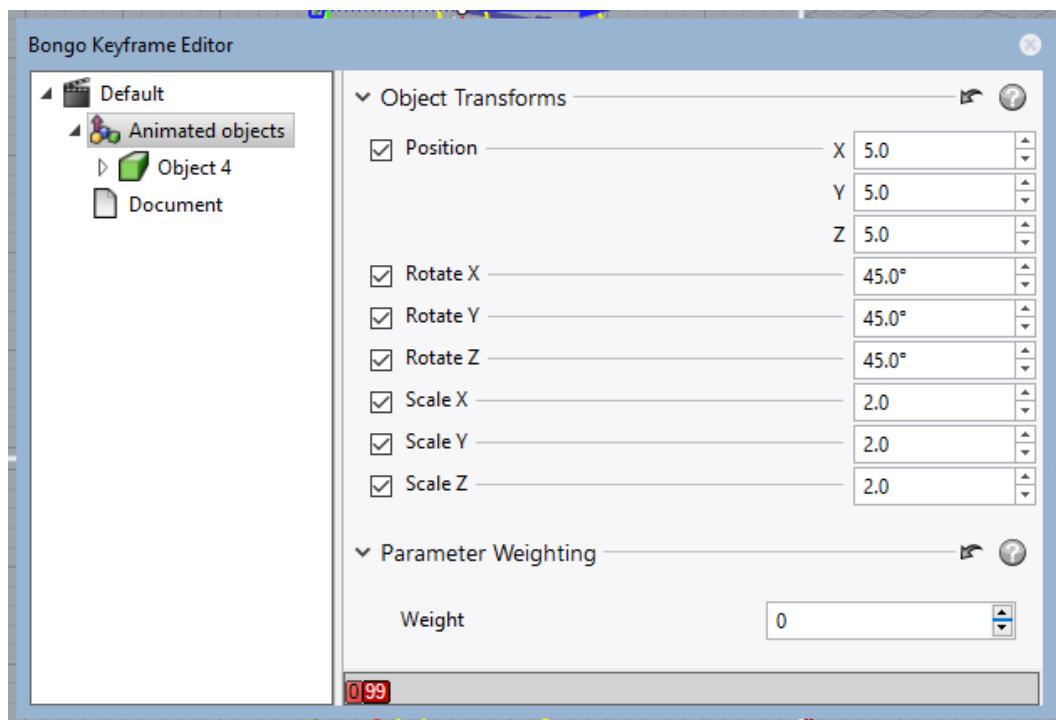 Bongo Keyframe Editor
Default
Animated objects
Object 4
Document
Object Transforms
Position X 5.0
Y 5.0
Z 5.0
Rotate X 45.0°
Rotate Y 45.0°
Rotate Z 45.0°
Scale X 2.0
Scale Y 2.0
Scale Z 2.0
Parameter Weighting
Weight 0
0 99